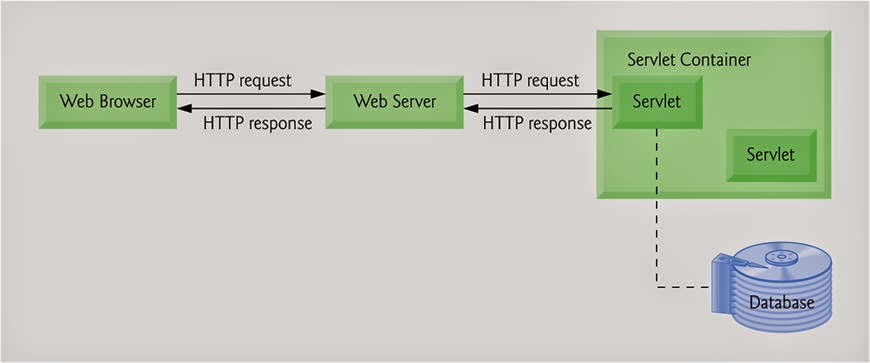 Servlet Container
HTTP request
HTTP request
Web Browser
Web Server
Servlet
HTTP response
HTTP response
Servlet
Database